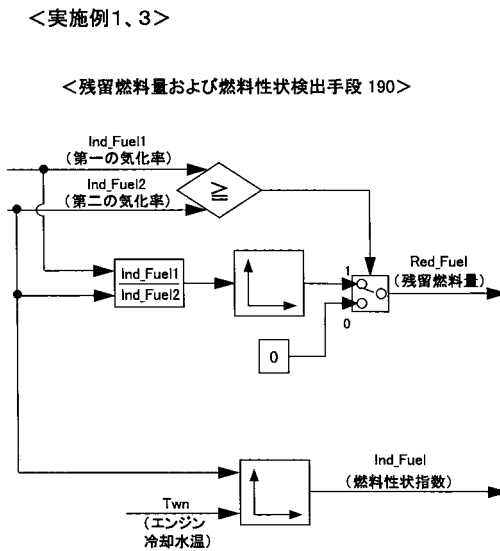 ＜実施例1、3＞
＜残留燃料量および燃料性状検出手段 190＞
Ind_Fuel1
（第一の気化率）
Ind_Fuel2
（第二の気化率）
≧
Ind_Fuel1
Ind_Fuel2
1
0
0
Red_Fuel
（残留燃料量）
Ind_Fuel
（燃料性状指数）
Twn
（エンジン
冷却水温）